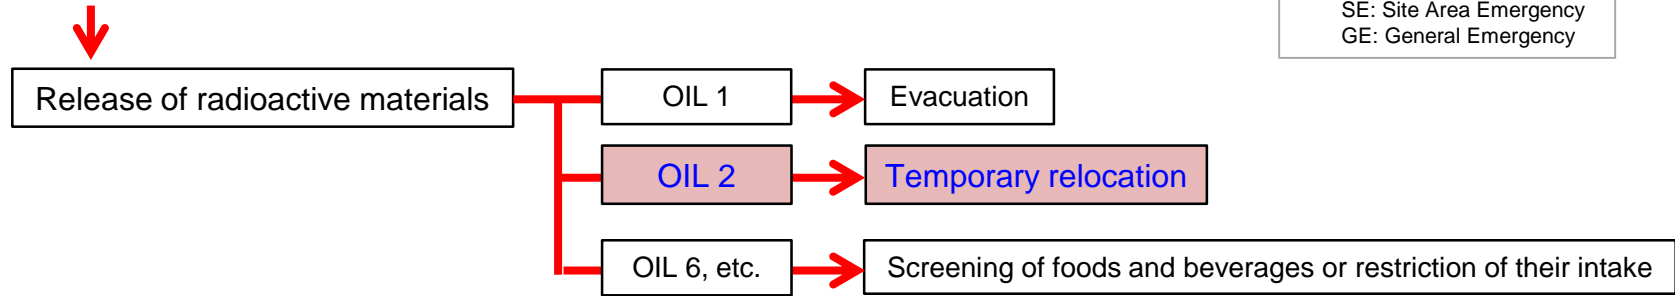 SE: Site Area Emergency
GE: General Emergency
Release of radioactive materials
OIL 1
Evacuation
OIL 2
Temporary relocation
OIL 6, etc.
Screening of foods and beverages or restriction of their intake